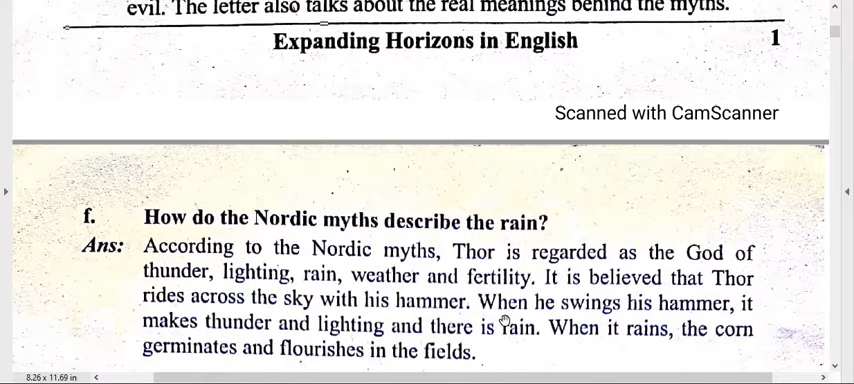 evil. The letter also talks about the real meanings behind the myths.
Expanding Horizons in English 1
Scanned with CamScanner
f. How do the Nordic myths describe the rain?
Ans: According to the Nordic myths, Thor is regarded as the God of
thunder, lighting, rain, weather and fertility. It is believed that Thor
rides across the sky with his hammer. When he swings his hammer, it
makes thunder and lighting and there is rain. When it rains, the corn
germinates and flourishes in the fields.
8.26 x 11.69 in